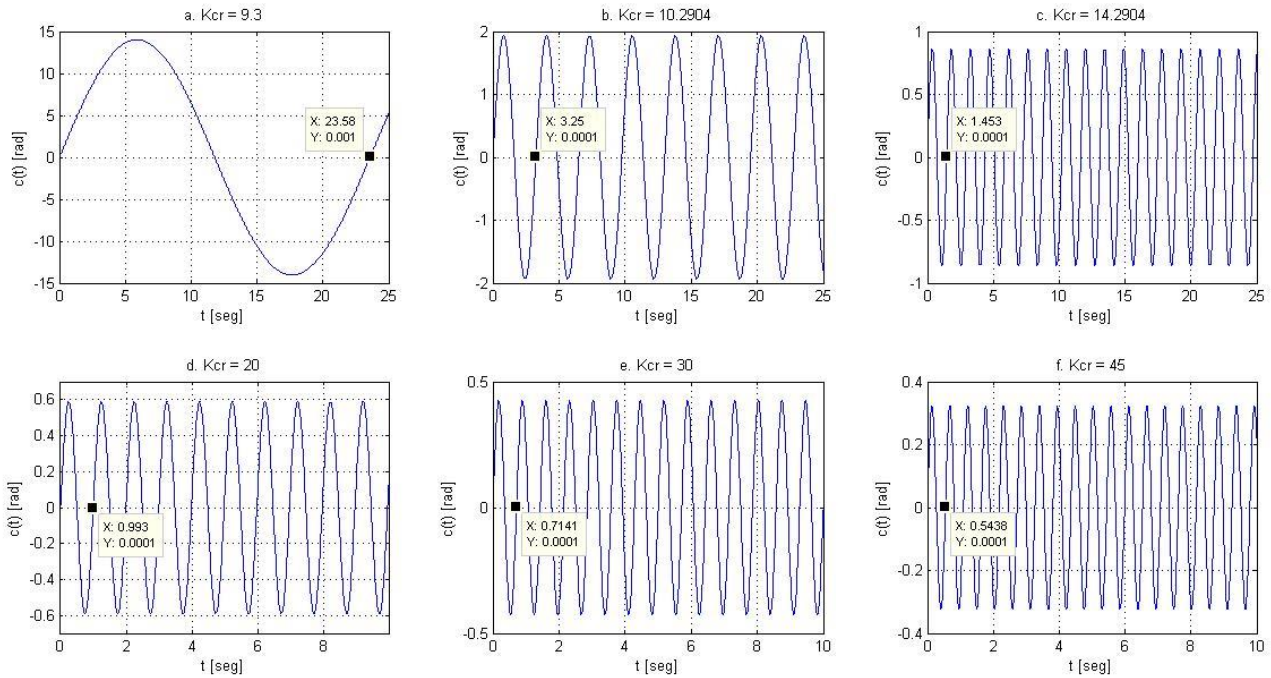 a. Kcr = 9.3
15
10
5
0
-5
-10
-15
c(t) [rad]
X: 23.58
Y: 0.001
0 5 10 15 20 25
t [seg]
b. Kcr = 10.2904
2
1
0
-1
-2
c(t) [rad]
X: 3.25
Y: 0.0001
0 5 10 15 20 25
t [seg]
c. Kcr = 14.2904
1
0.5
0
-0.5
-1
c(t) [rad]
X: 1.453
Y: 0.0001
0 5 10 15 20 25
t [seg]
d. Kcr = 20
0.6
0.4
0.2
0
-0.2
-0.4
-0.6
c(t) [rad]
X: 0.993
Y: 0.0001
0 2 4 6 8
t [seg]
e. Kcr = 30
0.5
0
-0.5
c(t) [rad]
X: 0.7141
Y: 0.0001
0 2 4 6 8 10
t [seg]
f. Kcr = 45
0.4
0.2
0
-0.2
-0.4
c(t) [rad]
X: 0.5438
Y: 0.0001
0 2 4 6 8 10
t [seg]